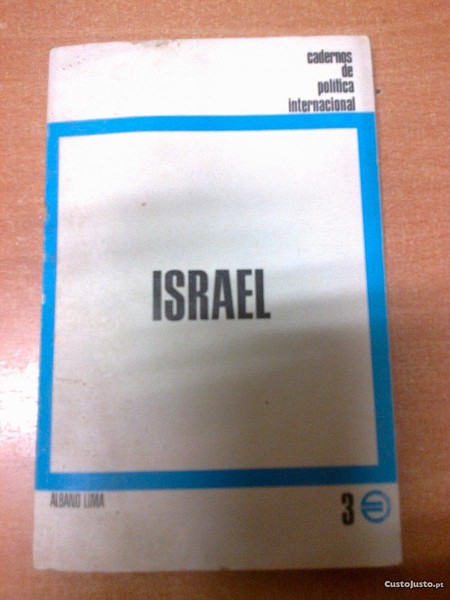 cadernos
de
política
internacional
ISRAEL
ALBANO LIMA
3
CustoJusto.pt